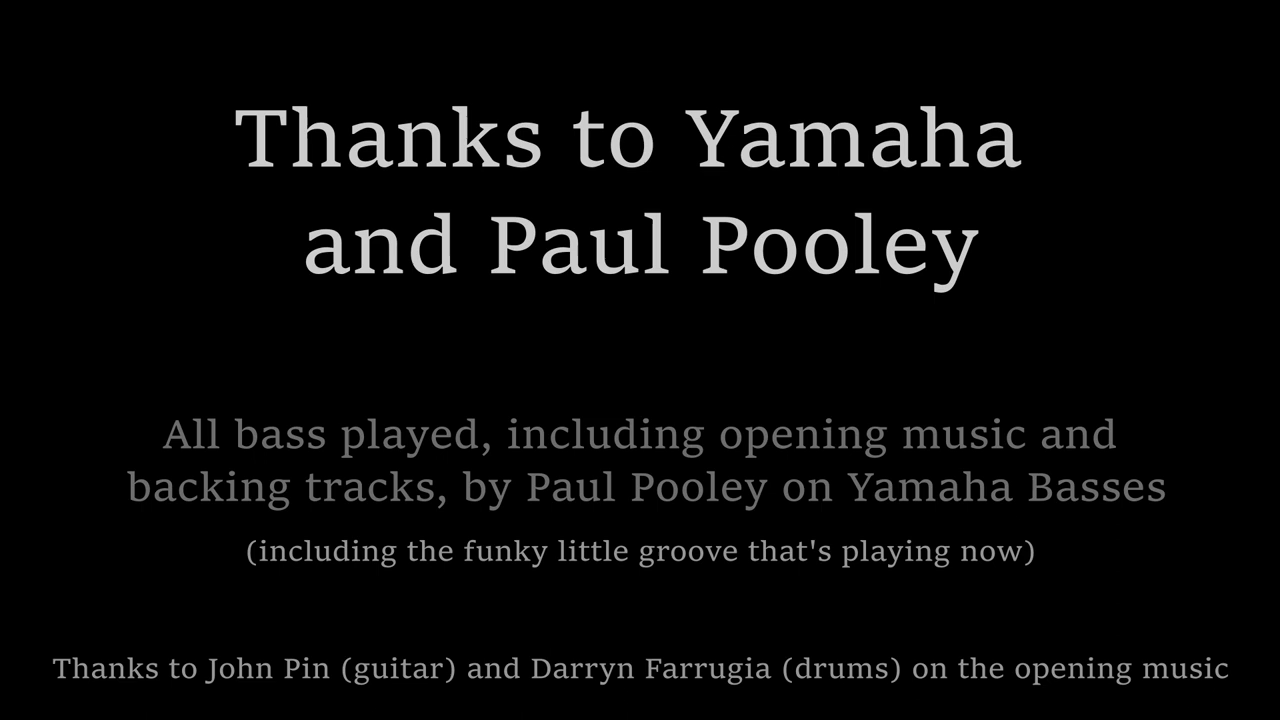 Thanks to Yamaha
and Paul Pooley
All bass played, including opening music and
backing tracks, by Paul Pooley on Yamaha Basses
(including the funky little groove that's playing now)
Thanks to John Pin (guitar) and Darryn Farrugia (drums) on the opening music